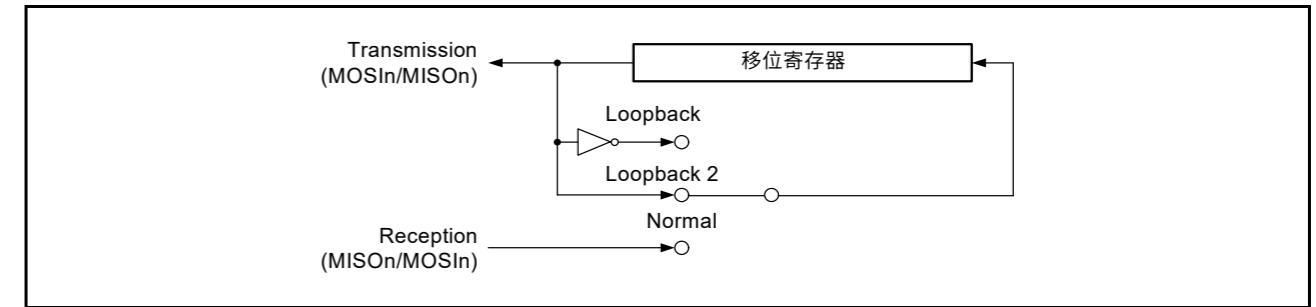 Transmission
(MOSIn/MISOn)
移位寄存器
Loopback
Loopback 2
Normal
Reception
(MISOn/MOSIn)